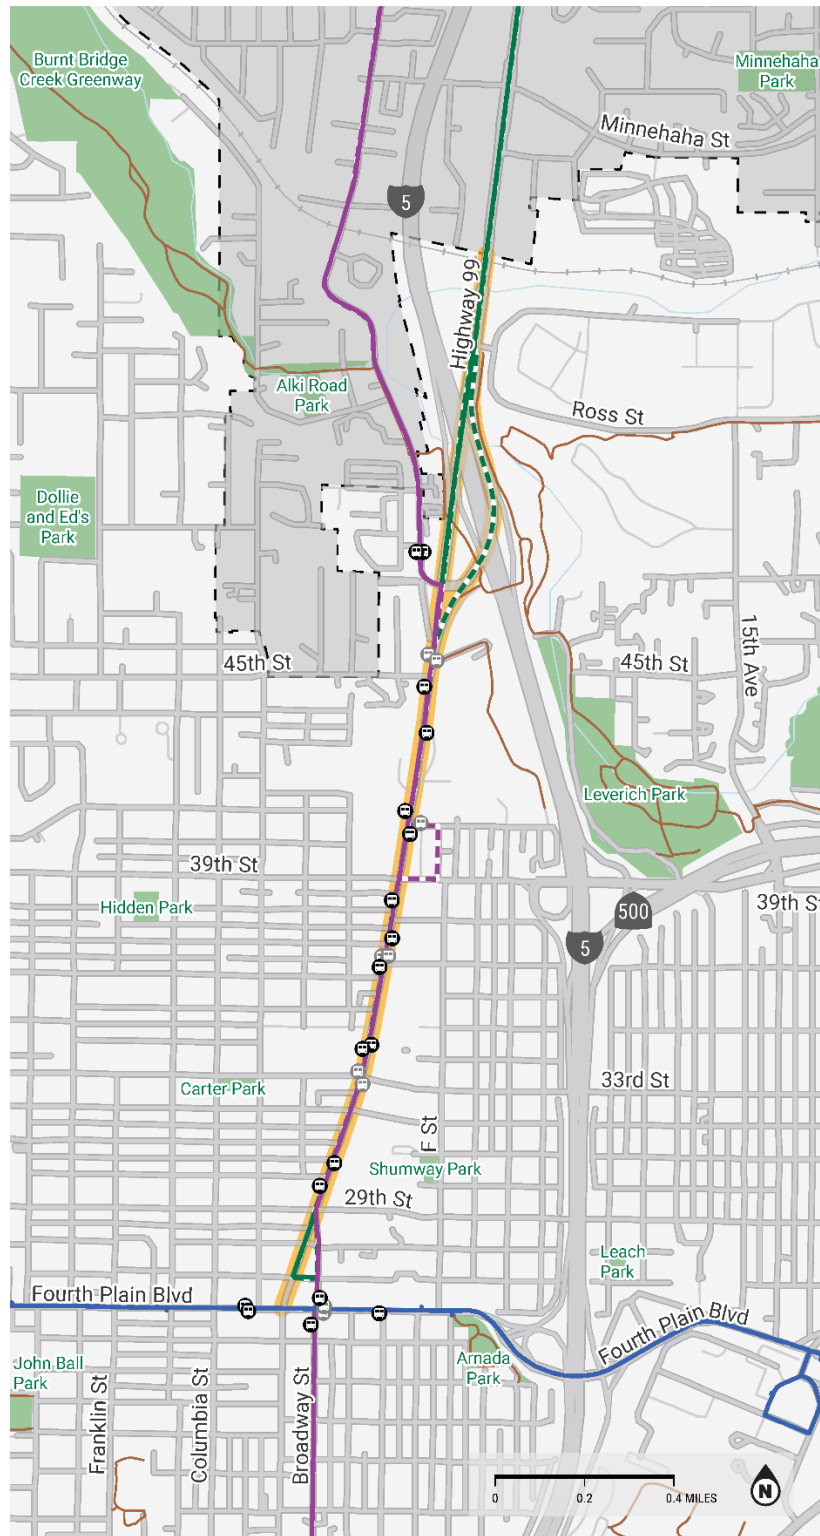 Burnt Bridge
Creek Greenway
Minnehaha
Park
Minnehaha St
5
Highway 99
Alki Road
Park
Ross St
Dollie
and Ed's
Park
45th St
45th St
15th Ave
Leverich Park
39th St
Hidden Park
500
39th St
5
33rd St
Carter Park
F St
Shumway Park
29th St
Leach
Park
Fourth Plain Blvd
Fourth Plain Blvd
John Ball
Park
Arnada
Park
Franklin St
Columbia St
Broadway St
0
0.2
0.4 MILES
N